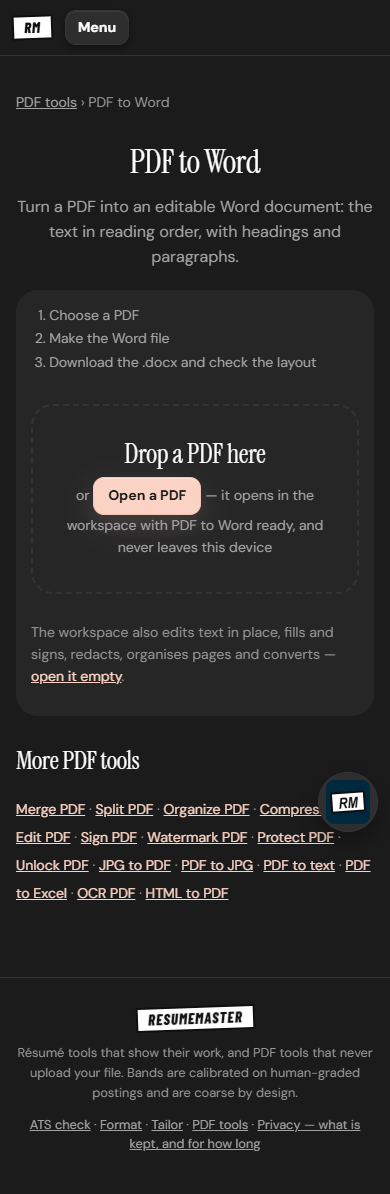 RM Menu
PDF tools › PDF to Word
PDF to Word
Turn a PDF into an editable Word document: the
text in reading order, with headings and
paragraphs.
1. Choose a PDF
2. Make the Word file
3. Download the .docx and check the layout
Drop a PDF here
or Open a PDF — it opens in the
workspace with PDF to Word ready, and
never leaves this device
The workspace also edits text in place, fills and
signs, redacts, organises pages and converts —
open it empty.
More PDF tools
Merge PDF · Split PDF · Organize PDF · Compres
RM
Edit PDF · Sign PDF · Watermark PDF · Protect PDF ·
Unlock PDF · JPG to PDF · PDF to JPG · PDF to text · PDF
to Excel · OCR PDF · HTML to PDF
RESUMEMASTER
Résumé tools that show their work, and PDF tools that never
upload your file. Bands are calibrated on human-graded
postings and are coarse by design.
ATS check · Format · Tailor · PDF tools · Privacy — what is
kept, and for how long